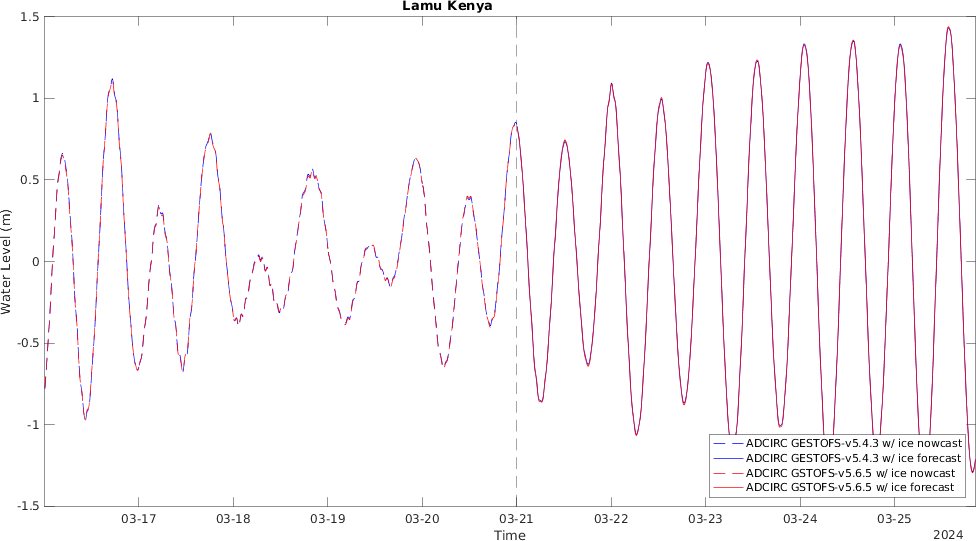 Lamu Kenya
1.5
1
0.5
0
-0.5
-1
-1.5
Water Level (m)
ADCIRC GESTOFS-v5.4.3 w/ ice nowcast
ADCIRC GESTOFS-v5.4.3 w/ ice forecast
ADCIRC GSTOFS-v5.6.5 w/ ice nowcast
ADCIRC GSTOFS-v5.6.5 w/ ice forecast
03-17 03-18 03-19 03-20 03-21 03-22 03-23 03-24 03-25
Time
2024